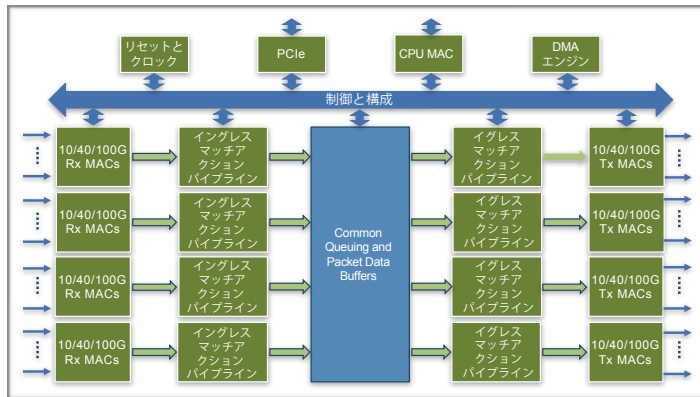 リセットと
クロック
PCIe
CPU MAC
DMA
エンジン
制御と構成
10/40/100G
Rx MACs
イングレス
マッチア
クション
パイプライン
Common
Queuing and
Packet Data
Buffers
イグレス
マッチア
クション
パイプライン
10/40/100G
Tx MACs
10/40/100G
Rx MACs
イングレス
マッチア
クション
パイプライン
イグレス
マッチア
クション
パイプライン
10/40/100G
Tx MACs
10/40/100G
Rx MACs
イングレス
マッチア
クション
パイプライン
イグレス
マッチア
クション
パイプライン
10/40/100G
Tx MACs
10/40/100G
Rx MACs
イングレス
マッチア
クション
パイプライン
イグレス
マッチア
クション
パイプライン
10/40/100G
Tx MACs